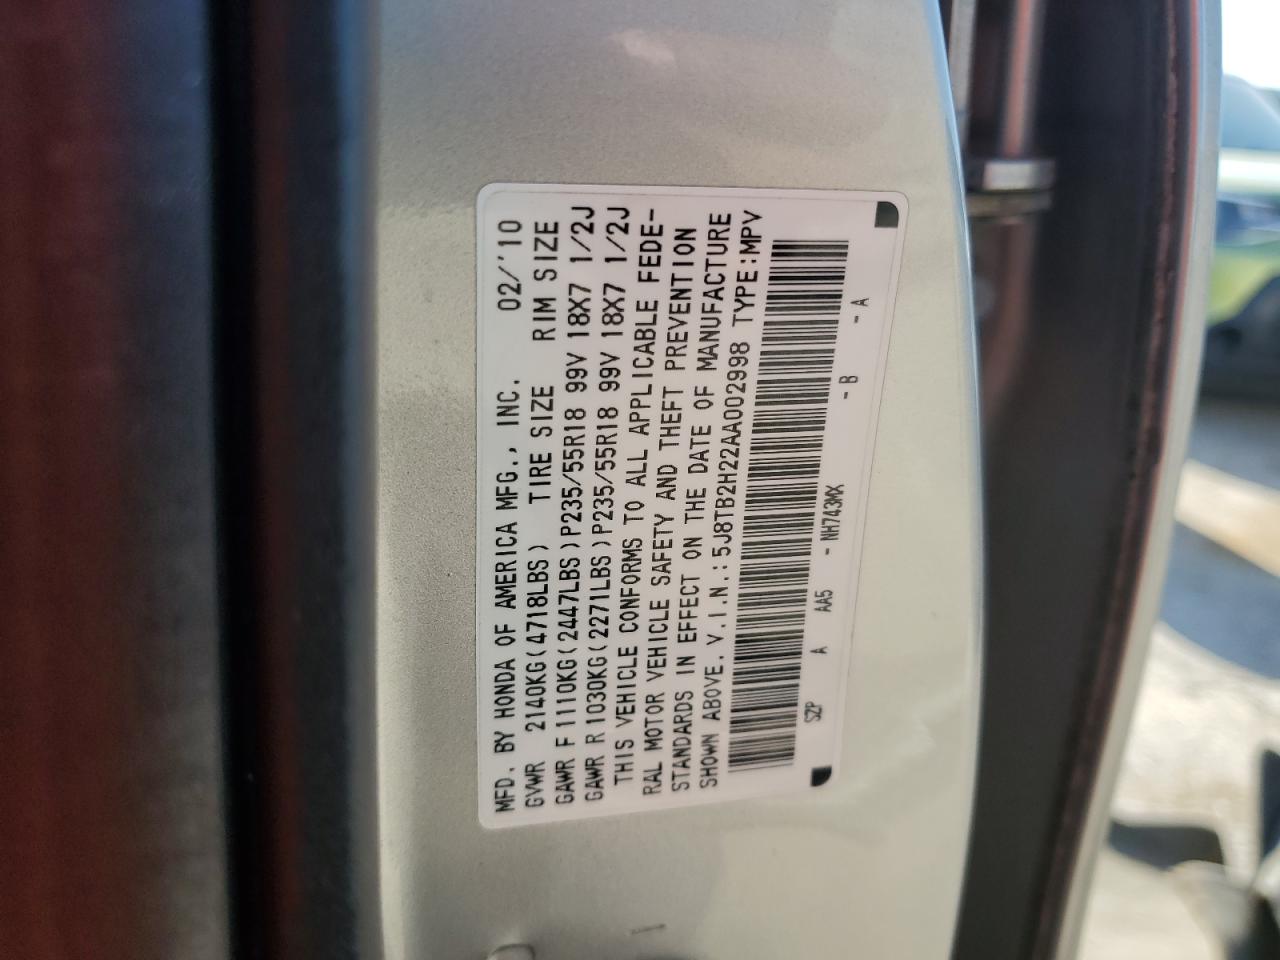 MFD. BY HONDA OF AMERICA MFG., INC. 02/'10
GVWR 2140KG(4718LBS) TIRE SIZE RIM SIZE
GAWR F 1110KG(2447LBS)P235/55R18 99V 18X7 1/2J
GAWR R 1030KG(2271LBS)P235/55R18 99V 18X7 1/2J
THIS VEHICLE CONFORMS TO ALL APPLICABLE FEDE-
RAL MOTOR VEHICLE SAFETY AND THEFT PREVENTION
STANDARDS IN EFFECT ON THE DATE OF MANUFACTURE
SHOWN ABOVE. V.I.N.:5J8TB2H22AA002998 TYPE:MPV
SZP A AA5 - NH743MX - B - A